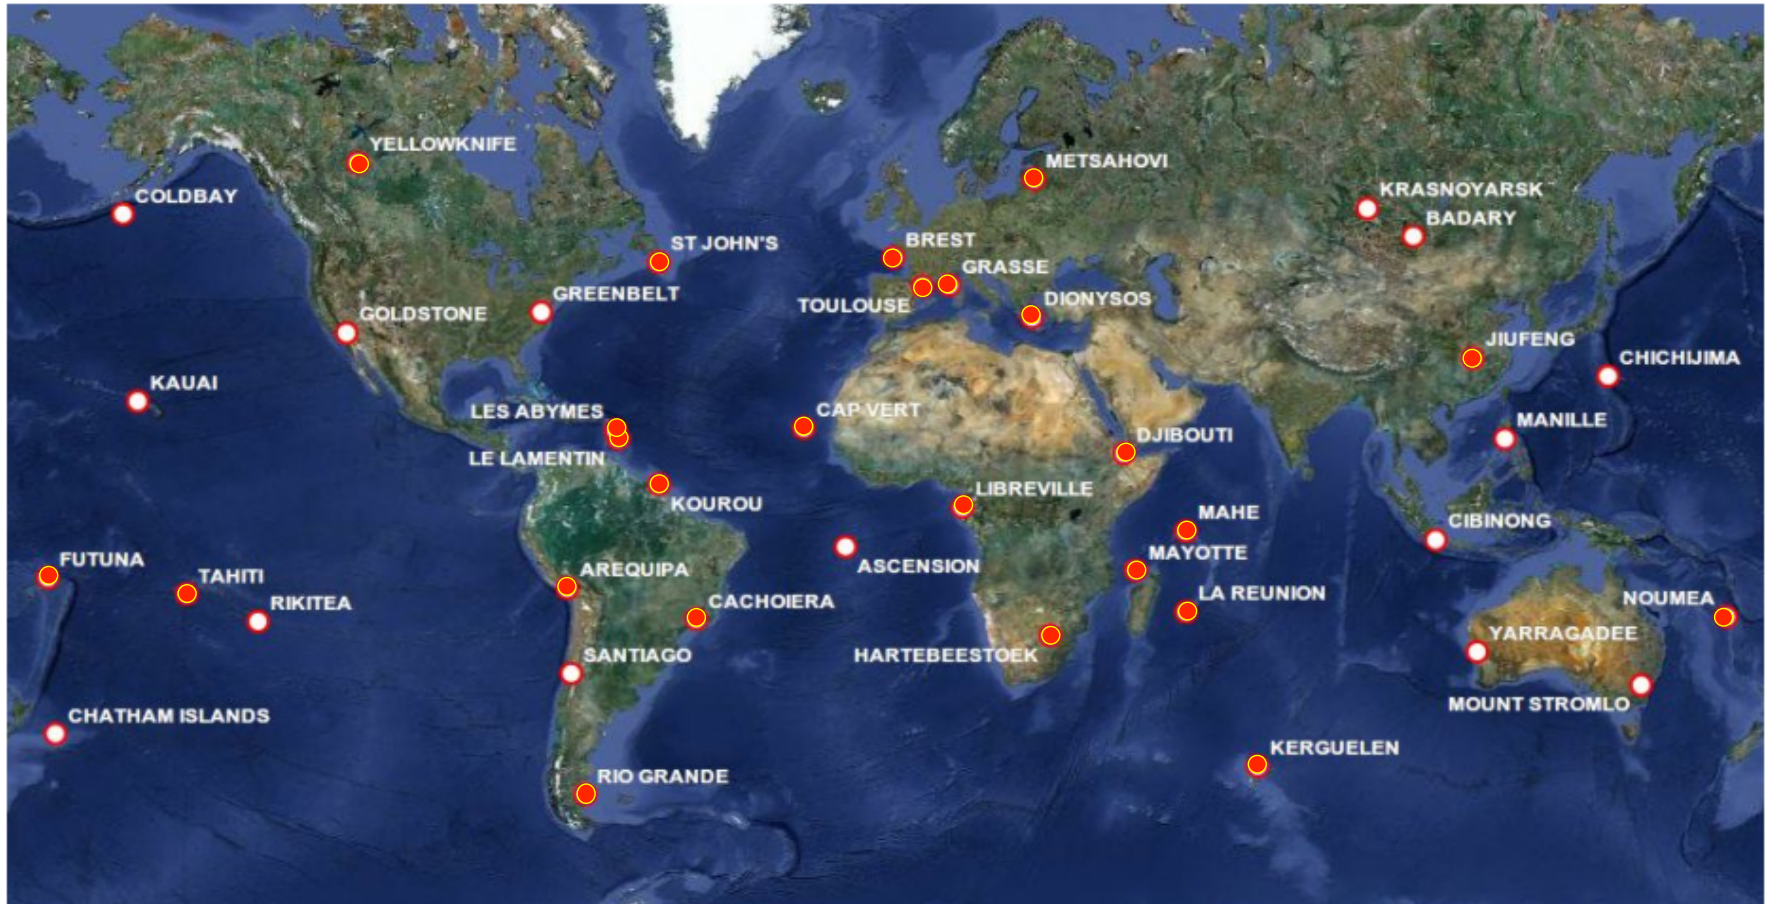 YELLOWKNIFE
METSAHOVI
COLDBAY
KRASNOYARSK
BADARY
ST JOHN'S
BREST
GRASSE
GREENBELT
TOULOUSE
DIONYSOS
GOLDSTONE
JIUFENG
CHICHIJIMA
KAUAI
LES ABYMES
CAP VERT
MANILLE
DJIBOUTI
LE LAMENTIN
LIBREVILLE
KOUROU
MAHE
CIBINONG
MAYOTTE
FUTUNA
ASCENSION
TAHITI
AREQUIPA
LA REUNION
NOUMEA
RIKITEA
CACHOIERA
YARRAGADEE
SANTIAGO
HARTEBEESTOEK
MOUNT STROMLO
CHATHAM ISLANDS
KERGUELEN
RIO GRANDE